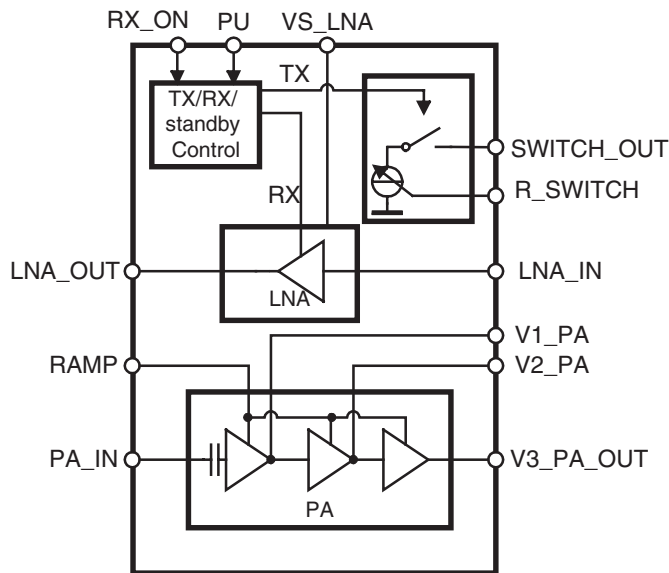 RX_ON PU VS_LNA
TX
TX/RX/
standby
Control
SWITCH_OUT
R_SWITCH
RX
LNA_OUT
LNA
LNA_IN
V1_PA
RAMP
V2_PA
PA_IN
V3_PA_OUT
PA